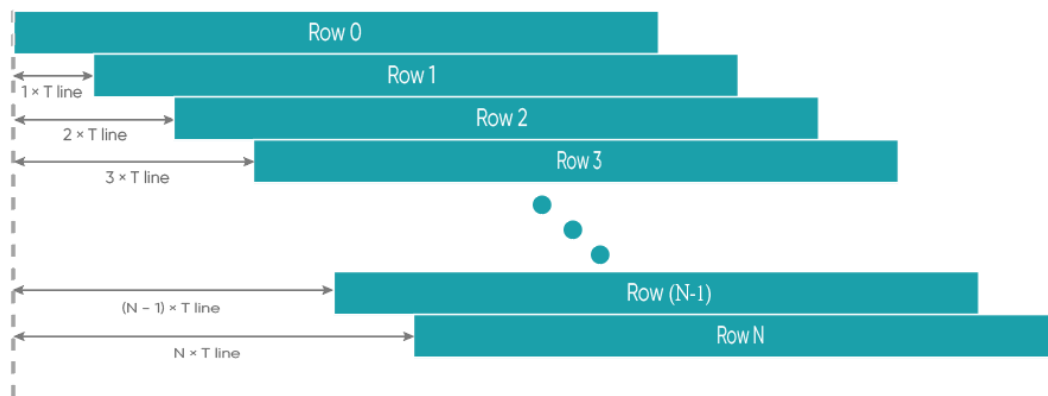 Row 0
Row 1
1 × T line
Row 2
2 × T line
Row 3
3 × T line
Row (N-1)
(N – 1) × T line
Row N
N × T line